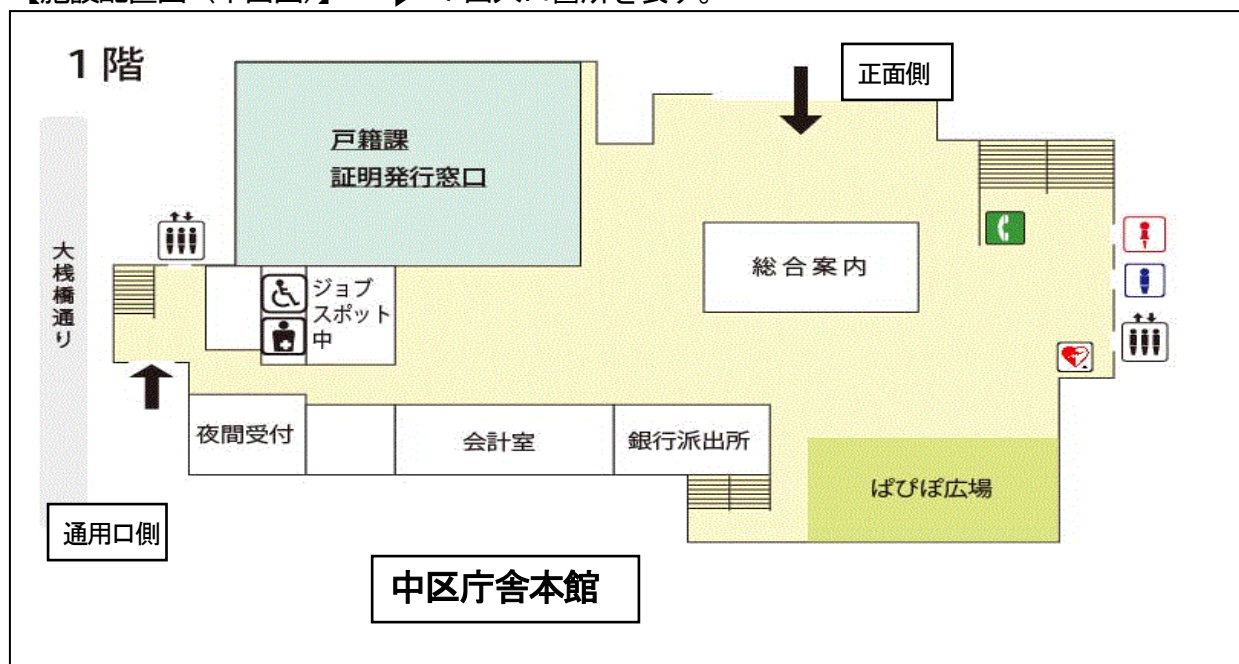 1階
正面側
戸籍課
証明発行窓口
大桟橋通り
総合案内
ジョブ
スポット
中
夜間受付
会計室
銀行派出所
ぱぴぽ広場
通用口側
中区庁舎本館